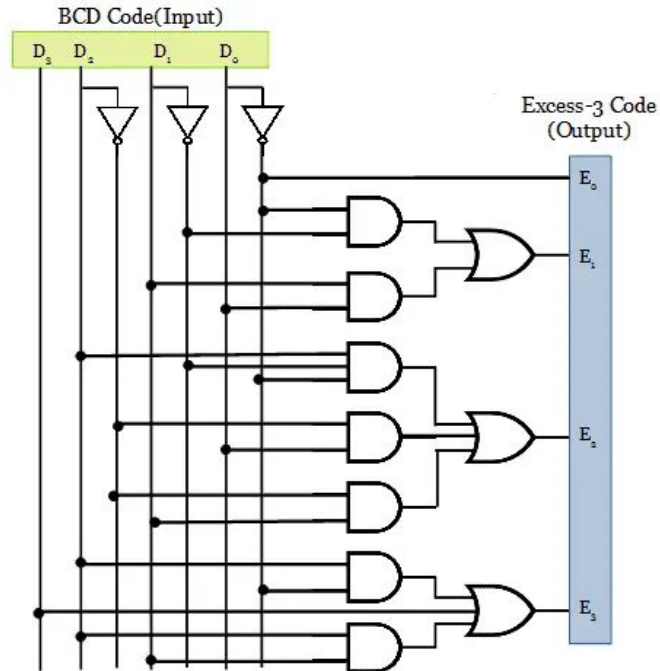 BCD Code(Input)
D₃ D₂ D₁ D₀
Excess-3 Code
(Output)
E₀
E₁
E₂
E₃